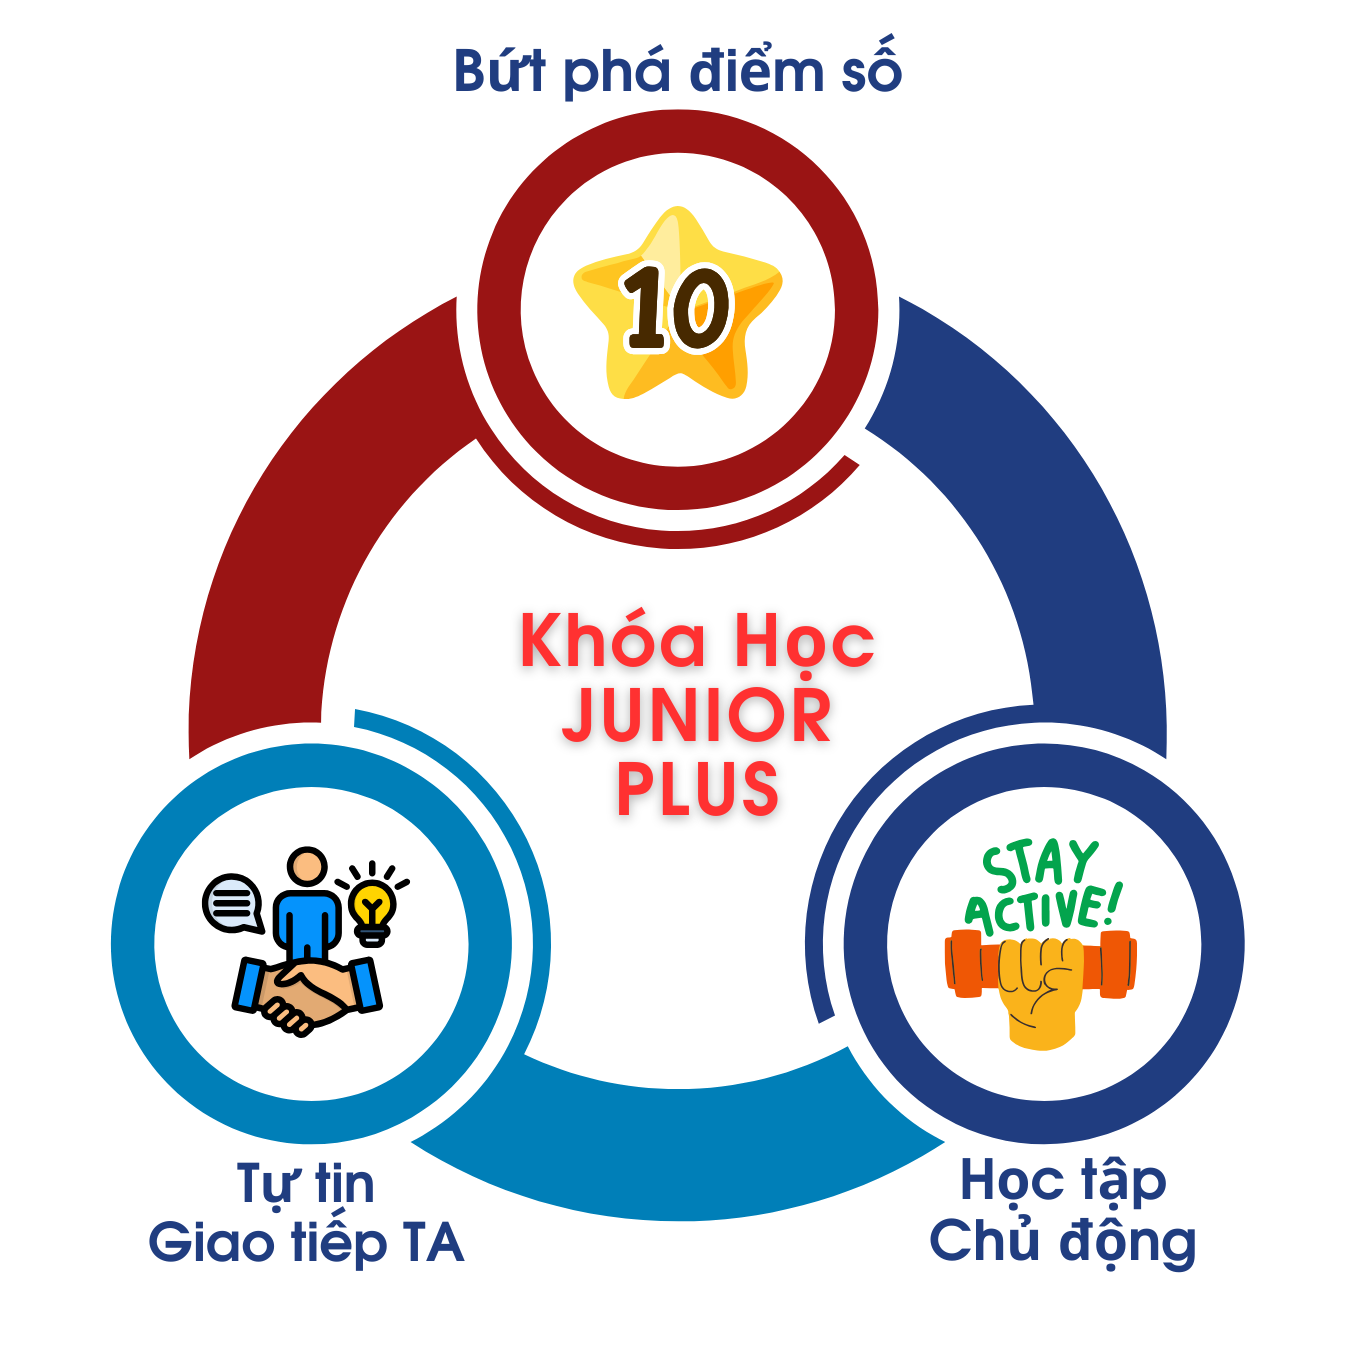 Bứt phá điểm số
10
Khóa Học
JUNIOR
PLUS
STAY
ACTIVE!
Tự tin
Giao tiếp TA
Học tập
Chủ động